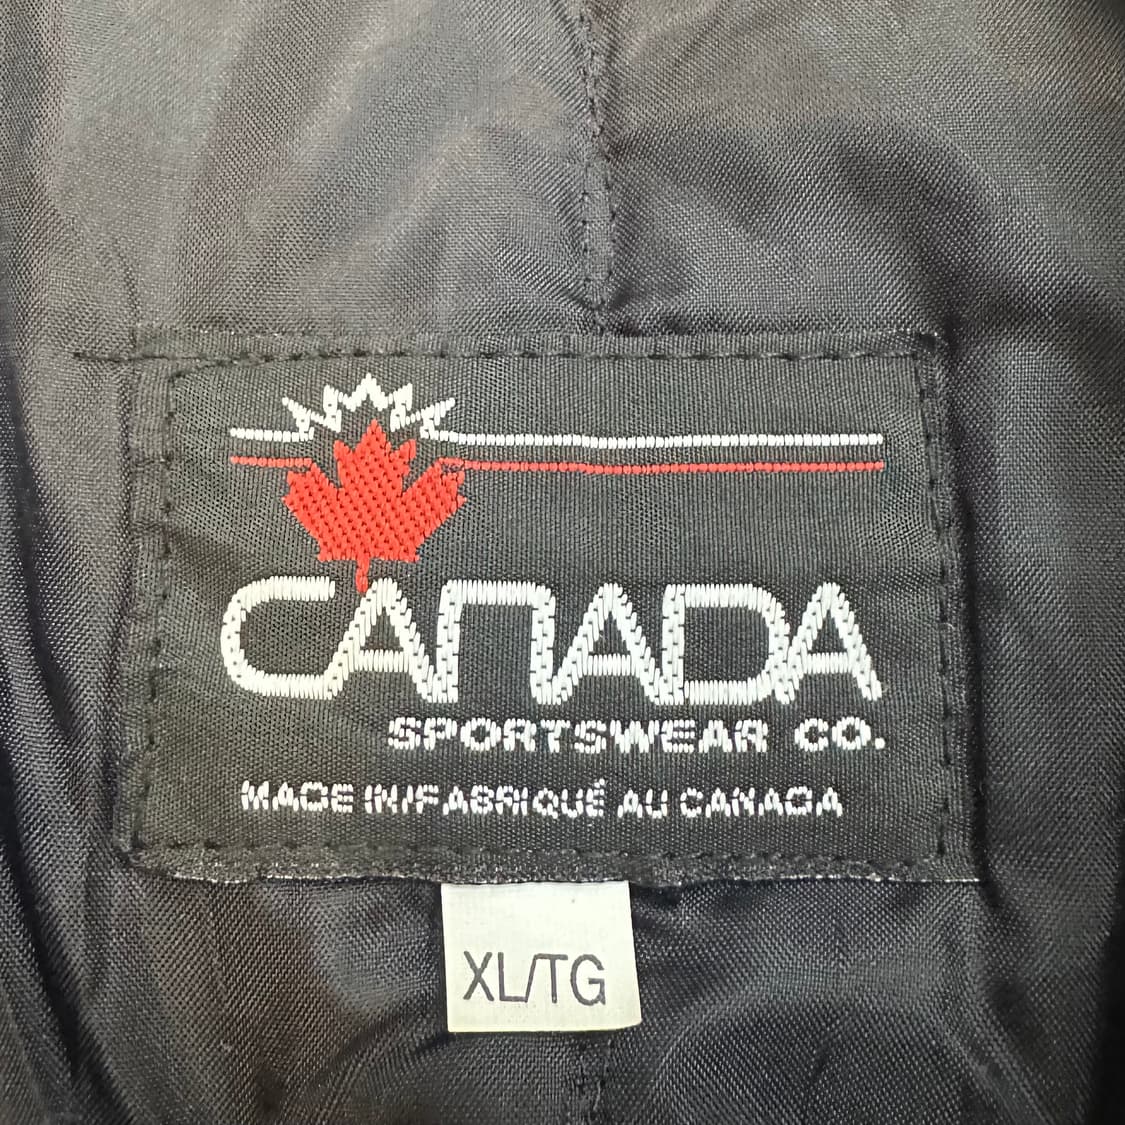 CANADA
SPORTSWEAR CO.
MADE IN/FABRIQUÉ AU CANADA
XL/TG